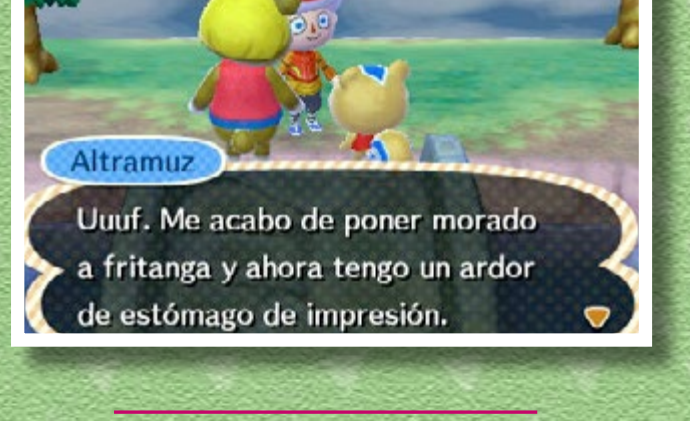 Altramuz
Uuuf. Me acabo de poner morado
a fritanga y ahora tengo un ardor
de estómago de impresión.